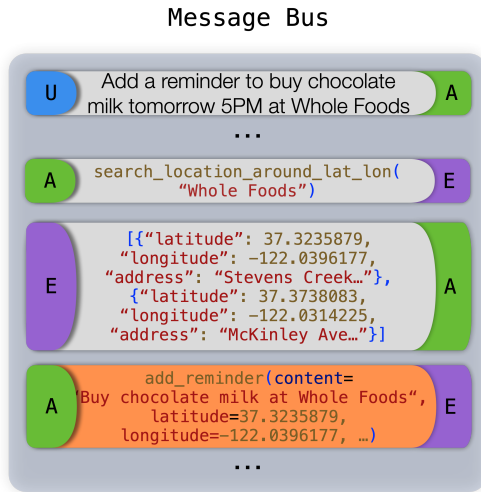 Message Bus
U
Add a reminder to buy chocolate
milk tomorrow 5PM at Whole Foods
A
...
A
search_location_around_lat_lon(
“Whole Foods”)
E
E
[{“latitude”: 37.3235879,
“longitude”: -122.0396177,
“address”: “Stevens Creek…”},
{“latitude”: 37.3738083,
“longitude”: -122.0314225,
“address”: “McKinley Ave…”}]
A
A
add_reminder(content=
“Buy chocolate milk at Whole Foods“,
latitude=37.3235879,
longitude=-122.0396177, …)
E
...